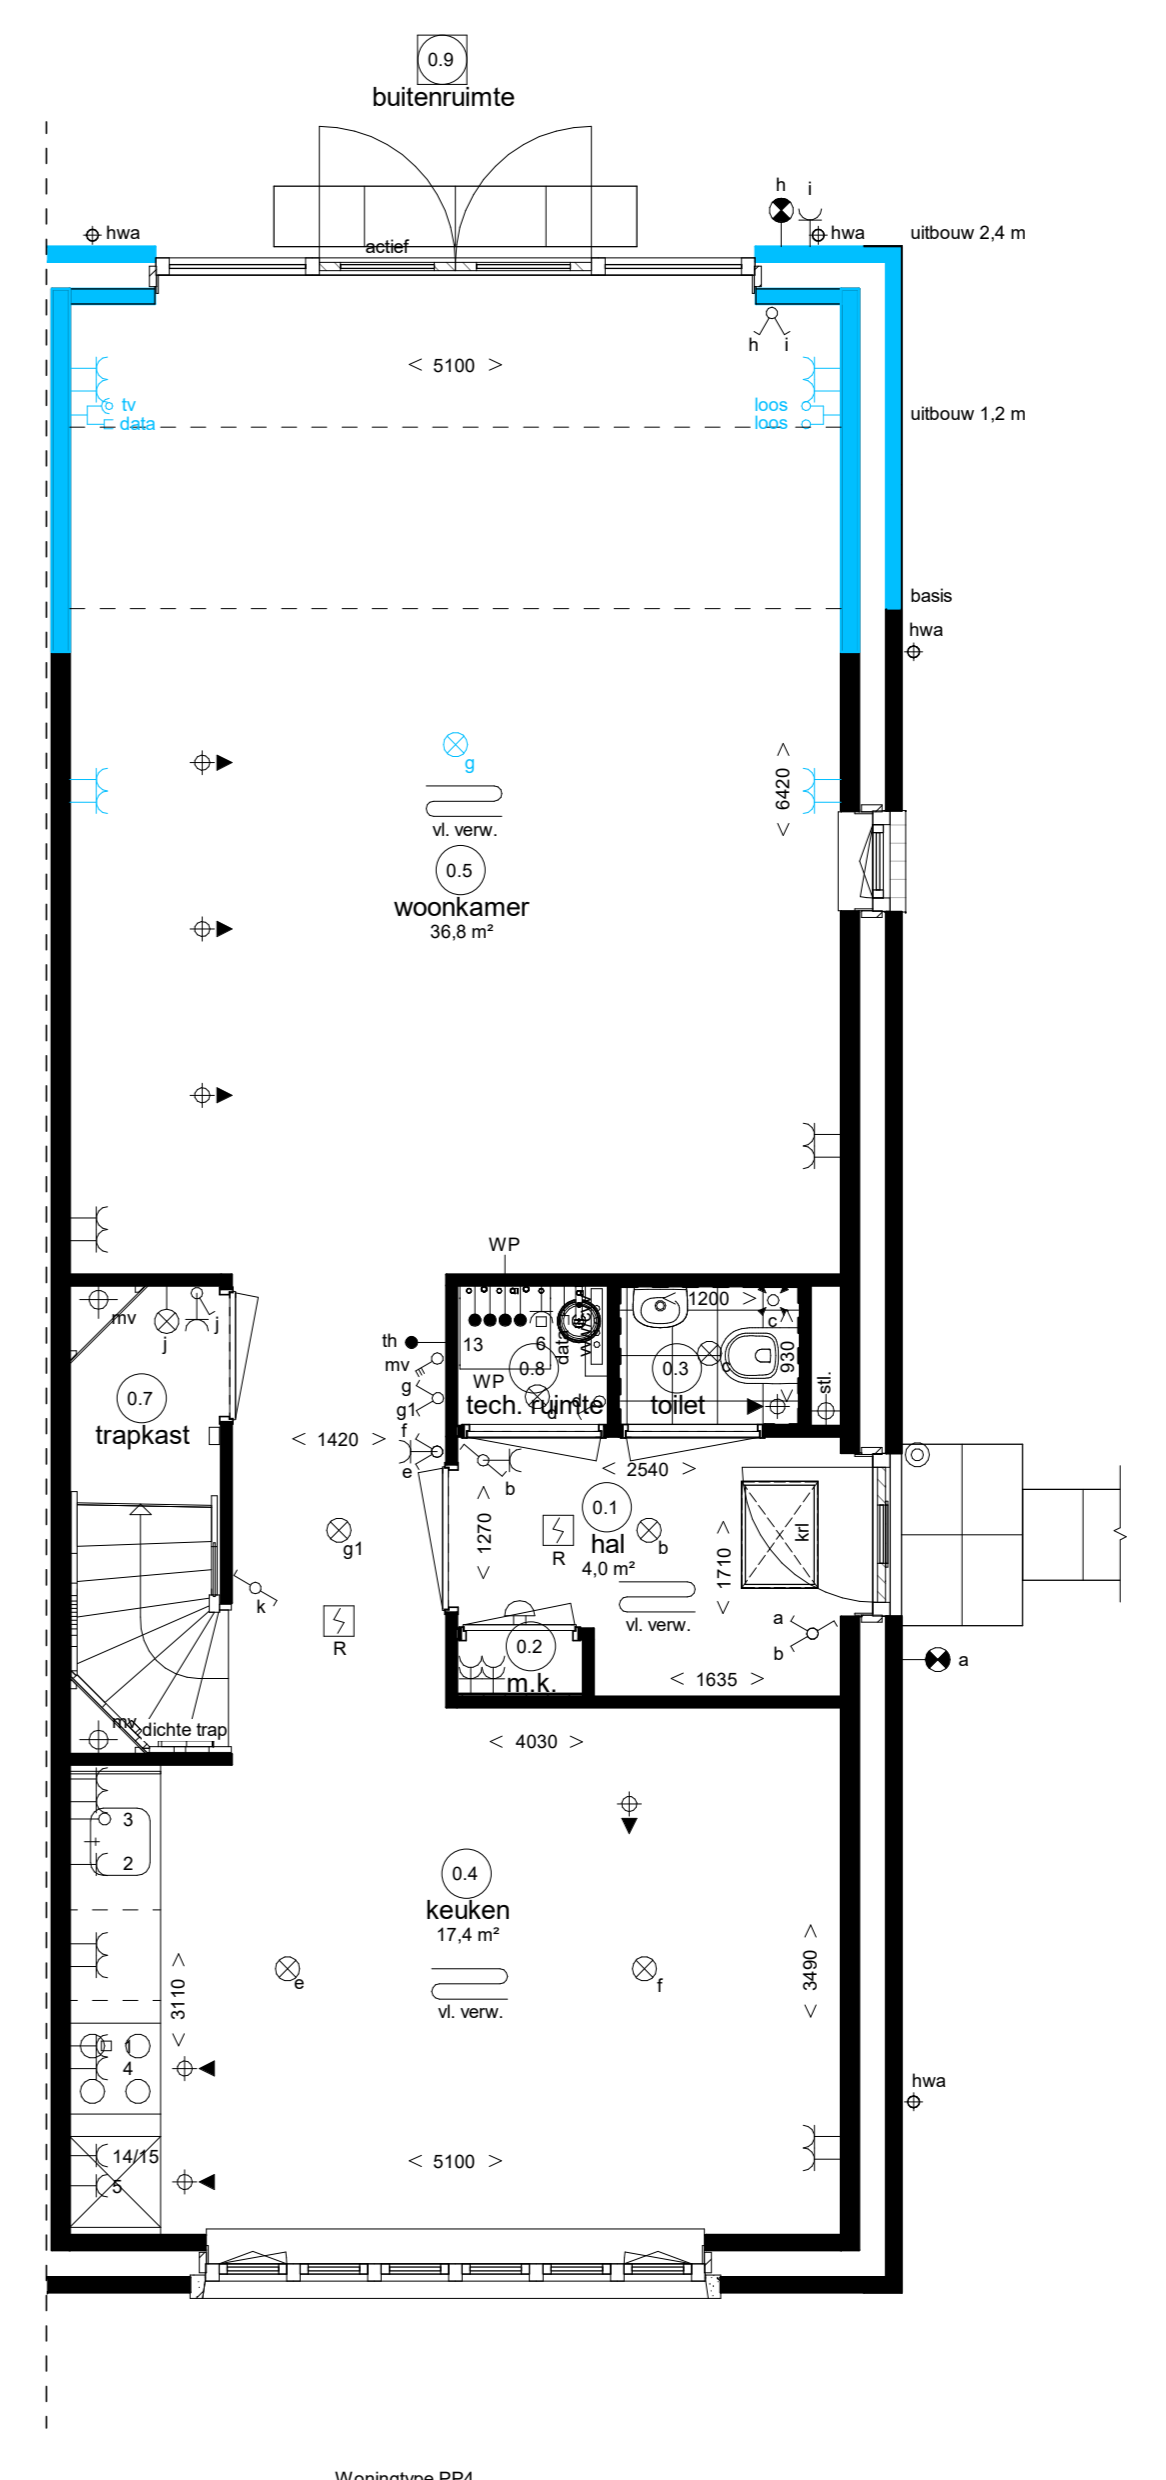 0.9
buitenruimte
h i
hwa
hwa
uitbouw 2,4 m
actief
h i
< 5100 >
tv
data
loos
loos
uitbouw 1,2 m
basis
hwa
g
< 6420 >
vl. verw.
0.5
woonkamer
36,8 m²
WP
mv
j
j
th
mv
g
g1
f
e
13
6
data
WP
0.8
tech. ruimte
d
< 1200 >
c
c
< 930 >
0.3
toilet
stl.
0.7
trapkast
< 1420 >
b
< 2540 >
< 1270 >
0.1
hal
4,0 m²
R
b
< 1710 >
krl
g1
k
R
vl. verw.
a
b
a
0.2
m.k.
< 1635 >
mv
dichte trap
< 4030 >
3
2
0.4
keuken
17,4 m²
e
f
vl. verw.
< 3110 >
< 3490 >
1
4
hwa
14/15
5
< 5100 >
Woningtype PP4